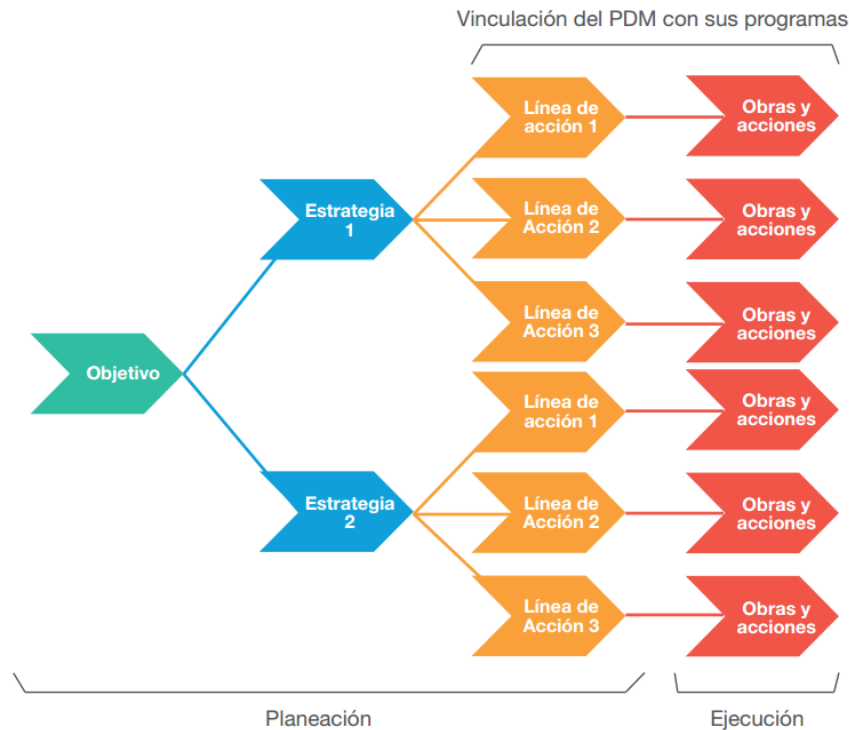 Vinculación del PDM con sus programas
Línea de
acción 1
Obras y
acciones
Estrategia
1
Línea de
Acción 2
Obras y
acciones
Línea de
Acción 3
Obras y
acciones
Objetivo
Línea de
acción 1
Obras y
acciones
Estrategia
2
Línea de
Acción 2
Obras y
acciones
Línea de
Acción 3
Obras y
acciones
Planeación
Ejecución